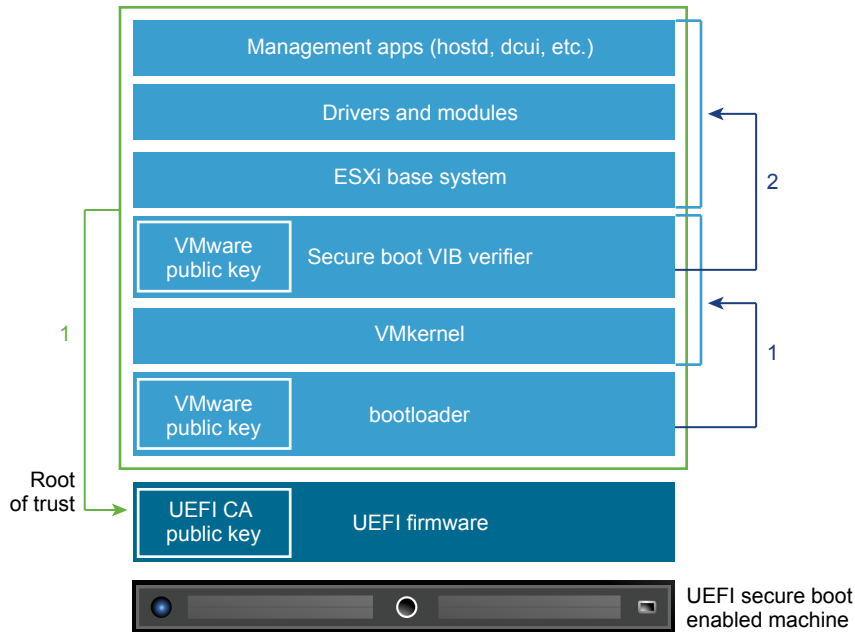 Management apps (hostd, dcui, etc.)
Drivers and modules
2
ESXi base system
VMware
public key
Secure boot VIB verifier
1
VMkernel
1
VMware
public key
bootloader
Root
of trust
UEFI CA
public key
UEFI firmware
UEFI secure boot
enabled machine